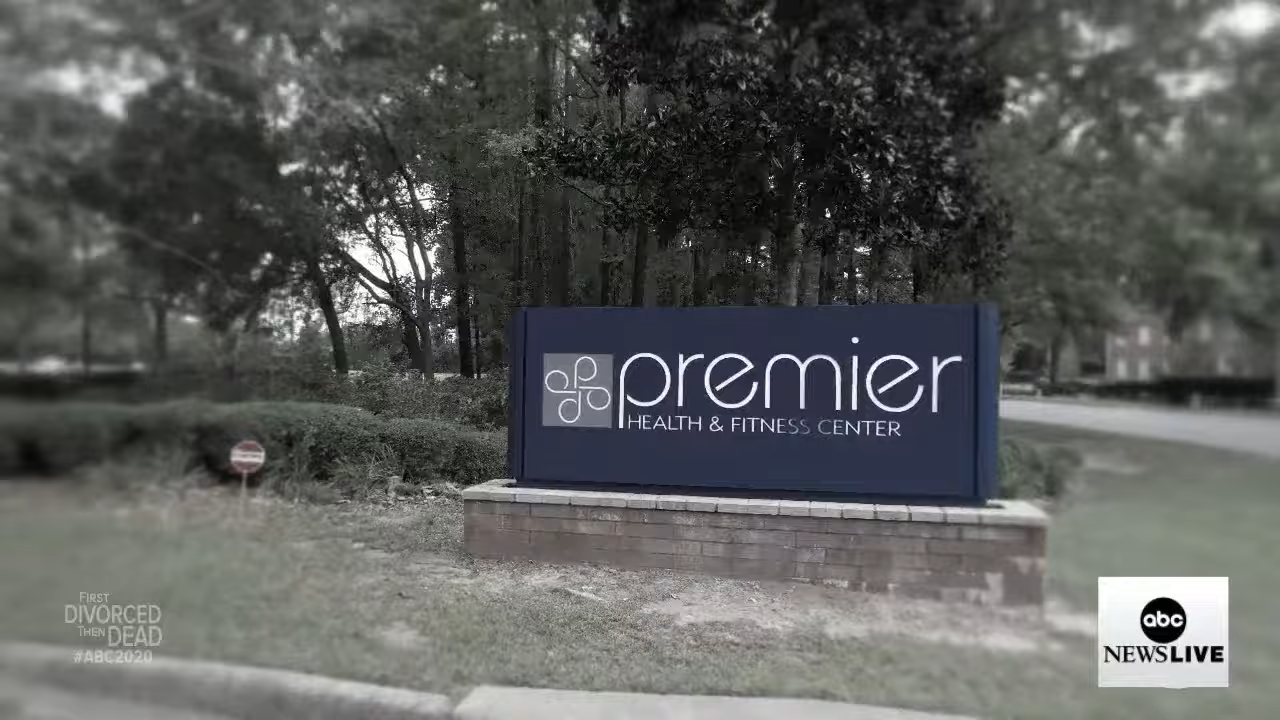 premier
HEALTH & FITNESS CENTER
FIRST
DIVORCED
THEN DEAD
#ABC2020
abc
NEWSLIVE